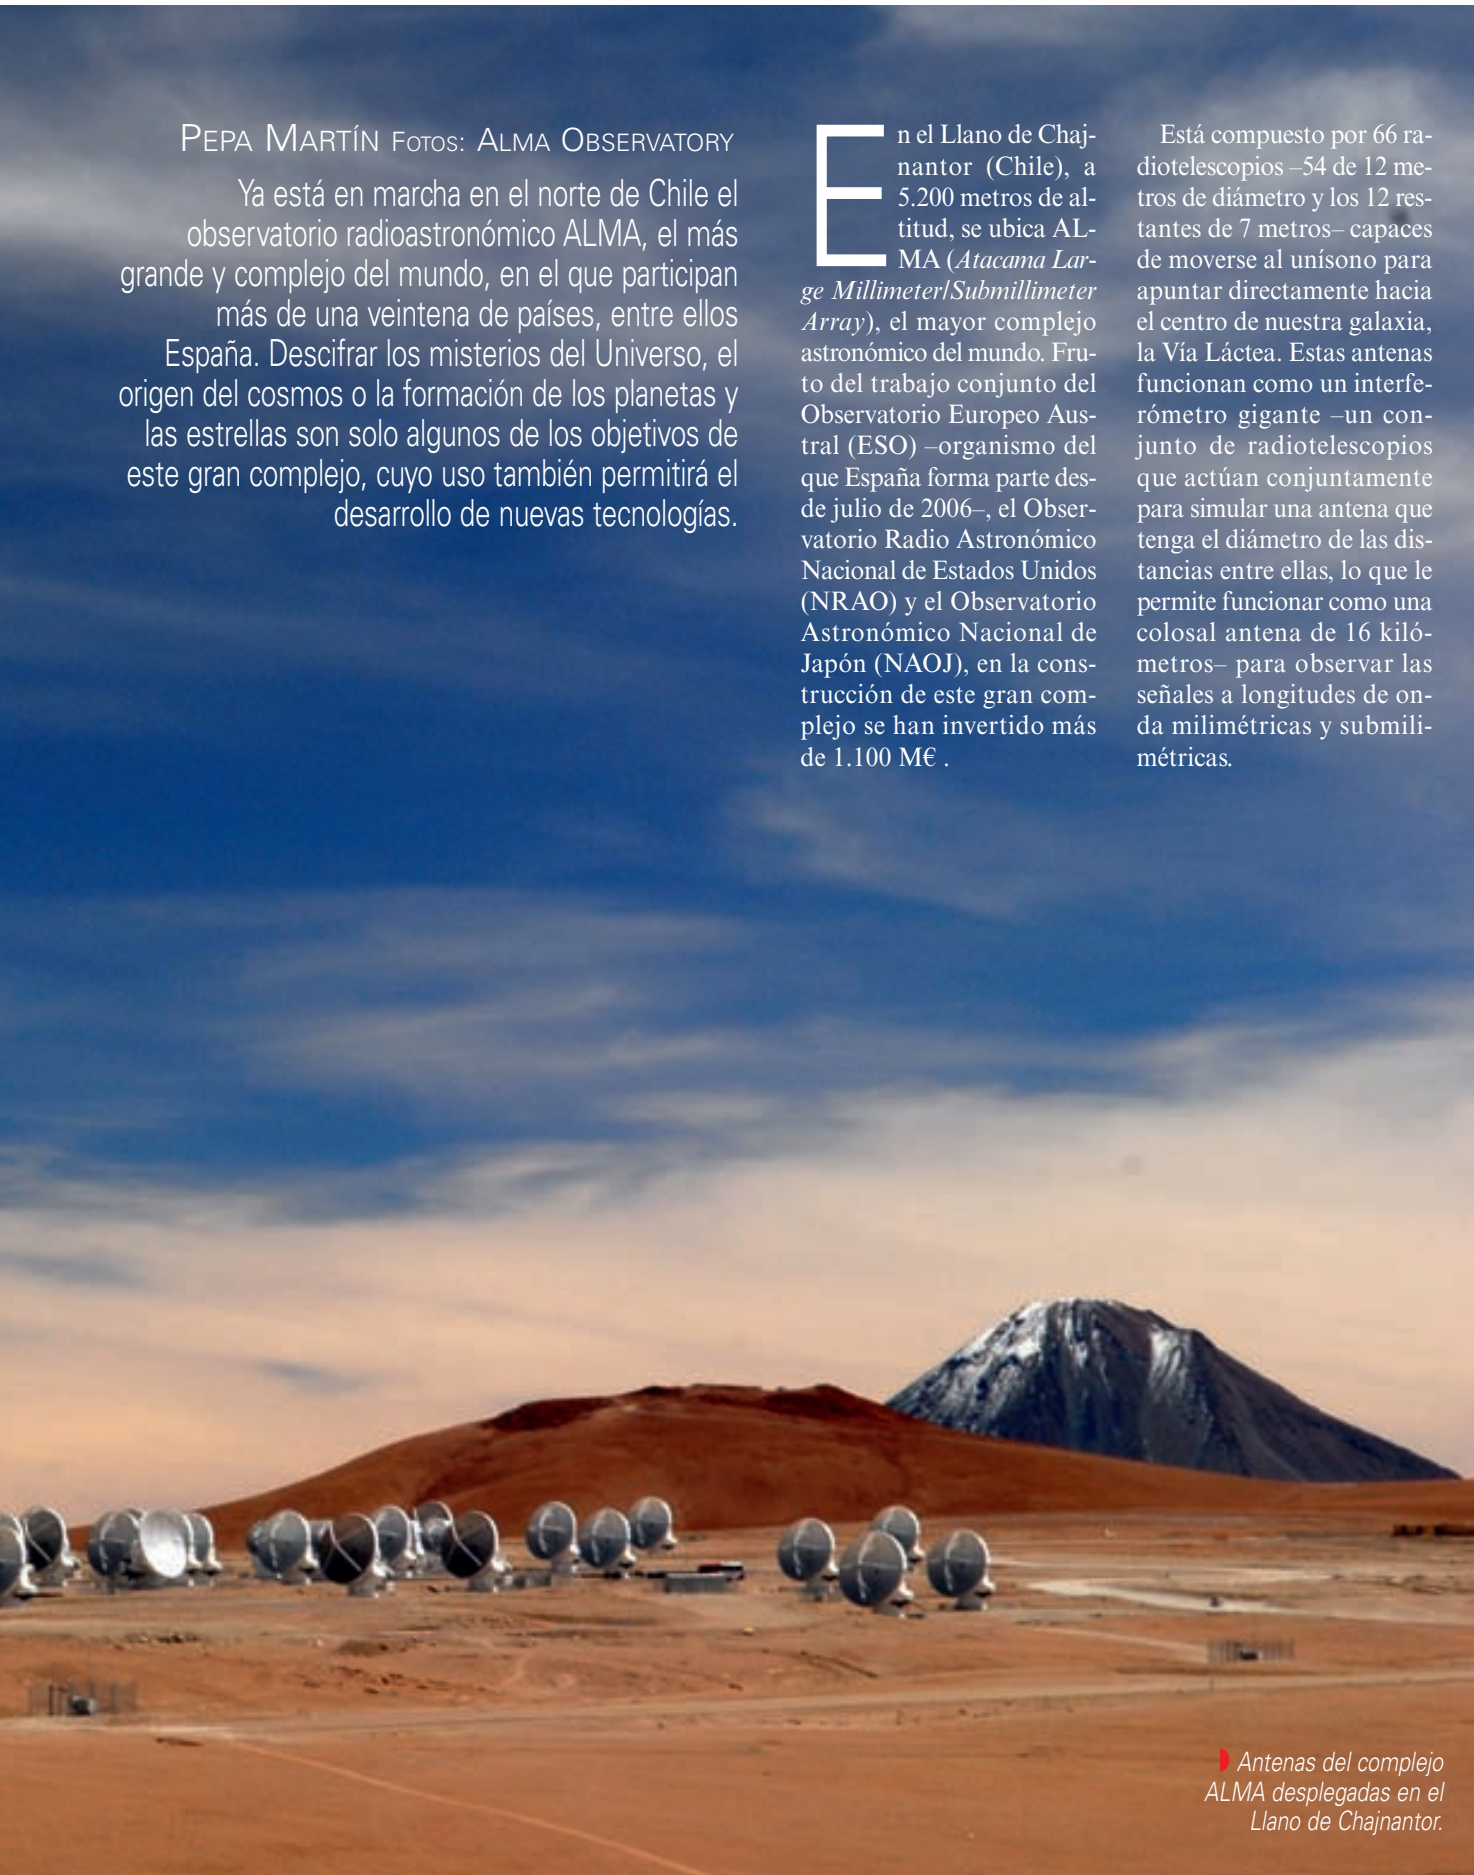 PEPA MARTÍN FOTOS: ALMA OBSERVATORY
Ya está en marcha en el norte de Chile el
observatorio radioastronómico ALMA, el más
grande y complejo del mundo, en el que participan
más de una veintena de países, entre ellos
España. Descifrar los misterios del Universo, el
origen del cosmos o la formación de los planetas y
las estrellas son solo algunos de los objetivos de
este gran complejo, cuyo uso también permitirá el
desarrollo de nuevas tecnologías.
En el Llano de Chaj-
nantor (Chile), a
5.200 metros de al-
titud, se ubica AL-
MA (Atacama Lar-
ge Millimeter/Submillimeter
Array), el mayor complejo
astronómico del mundo. Fru-
to del trabajo conjunto del
Observatorio Europeo Aus-
tral (ESO) –organismo del
que España forma parte des-
de julio de 2006–, el Obser-
vatorio Radio Astronómico
Nacional de Estados Unidos
(NRAO) y el Observatorio
Astronómico Nacional de
Japón (NAOJ), en la cons-
trucción de este gran com-
plejo se han invertido más
de 1.100 M€ .
Está compuesto por 66 ra-
diotelescopios –54 de 12 me-
tros de diámetro y los 12 res-
tantes de 7 metros– capaces
de moverse al unísono para
apuntar directamente hacia
el centro de nuestra galaxia,
la Vía Láctea. Estas antenas
funcionan como un interfe-
rómetro gigante –un con-
junto de radiotelescopios
que actúan conjuntamente
para simular una antena que
tenga el diámetro de las dis-
tancias entre ellas, lo que le
permite funcionar como una
colosal antena de 16 kiló-
metros– para observar las
señales a longitudes de on-
da milimétricas y submili-
métricas.
Antenas del complejo
ALMA desplegadas en el
Llano de Chajnantor.